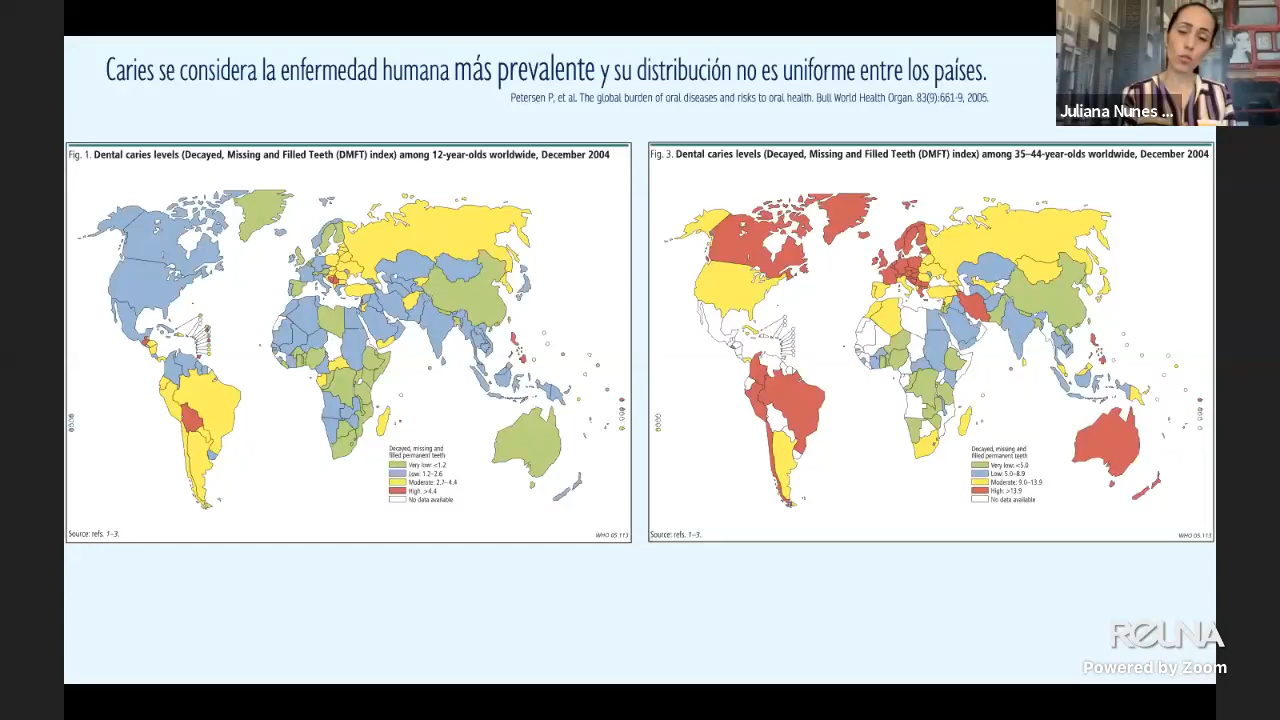 Caries se considera la enfermedad humana más prevalente y su distribución no es uniforme entre los países.
Petersen P, et al. The global burden of oral diseases and risks to oral health. Bull World Health Organ. 83(9):661-9, 2005.
Juliana Nunes ...
Fig. 1. Dental caries levels (Decayed, Missing and Filled Teeth (DMFT) index) among 12-year-olds worldwide, December 2004
Decayed, missing and
filled permanent teeth
Very low: <1.2
Low: 1.2–2.6
Moderate: 2.7–4.4
High: >4.4
No data available
Source: refs. 1–3.
WHO 05.113
Fig. 3. Dental caries levels (Decayed, Missing and Filled Teeth (DMFT) index) among 35–44-year-olds worldwide, December 2004
Decayed, missing and
filled permanent teeth
Very low: <5.0
Low: 5.0–8.9
Moderate: 9.0–13.9
High: >13.9
No data available
Source: refs. 1–3.
WHO 05.113
REUNA
Powered by Zoom